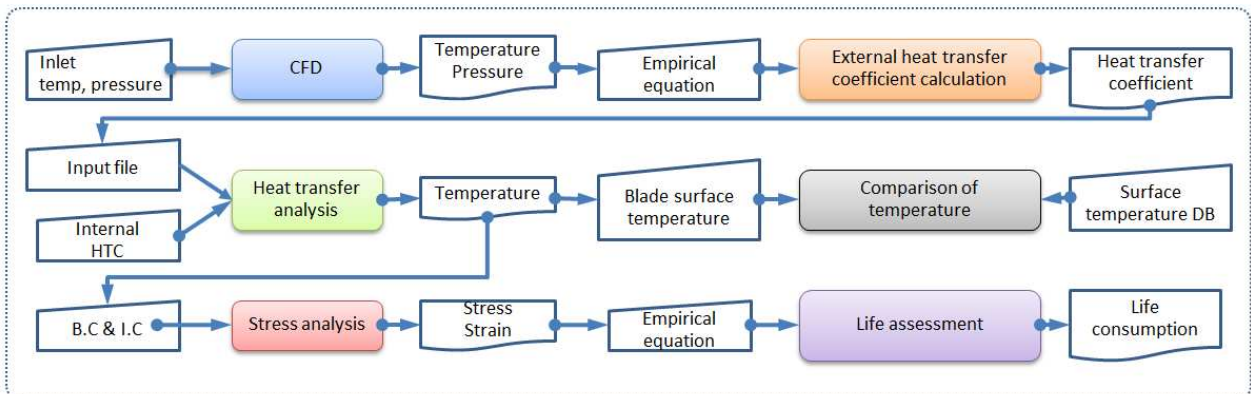 Inlet
temp, pressure
CFD
Temperature
Pressure
Empirical
equation
External heat transfer
coefficient calculation
Heat transfer
coefficient
Input file
Internal
HTC
Heat transfer
analysis
Temperature
Blade surface
temperature
Comparison of
temperature
Surface
temperature DB
B.C & I.C
Stress analysis
Stress
Strain
Empirical
equation
Life assessment
Life
consumption